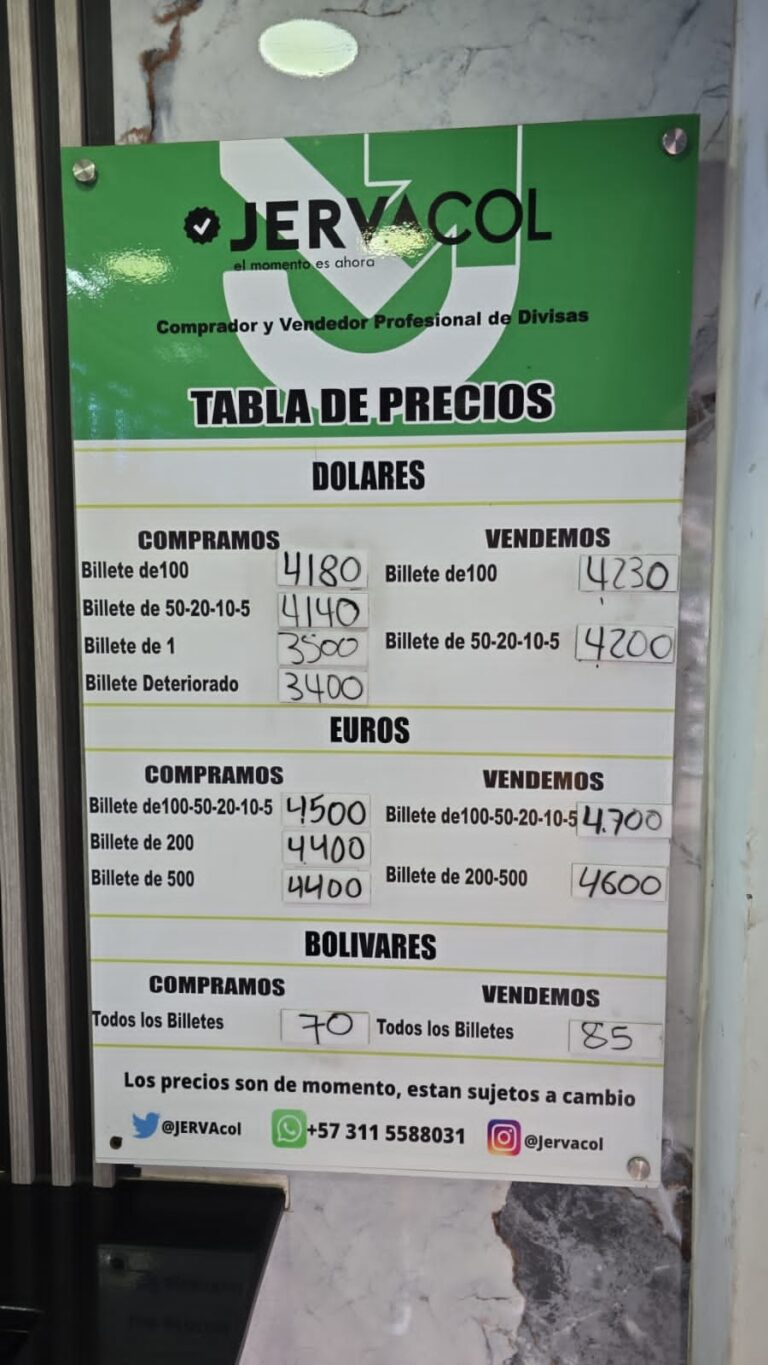 JERVACOL
el momento es ahora
Comprador y Vendedor Profesional de Divisas
TABLA DE PRECIOS
DOLARES
COMPRAMOS VENDEMOS
Billete de100 4180 Billete de100 4230
Billete de 50-20-10-5 4140 Billete de 50-20-10-5 4200
Billete de 1 3500
Billete Deteriorado 3400
EUROS
COMPRAMOS VENDEMOS
Billete de100-50-20-10-5 4500 Billete de100-50-20-10-5 4.700
Billete de 200 4400
Billete de 500 4400 Billete de 200-500 4600
BOLIVARES
COMPRAMOS VENDEMOS
Todos los Billetes 70 Todos los Billetes 85
Los precios son de momento, estan sujetos a cambio
@JERVAcol +57 311 5588031 @Jervacol